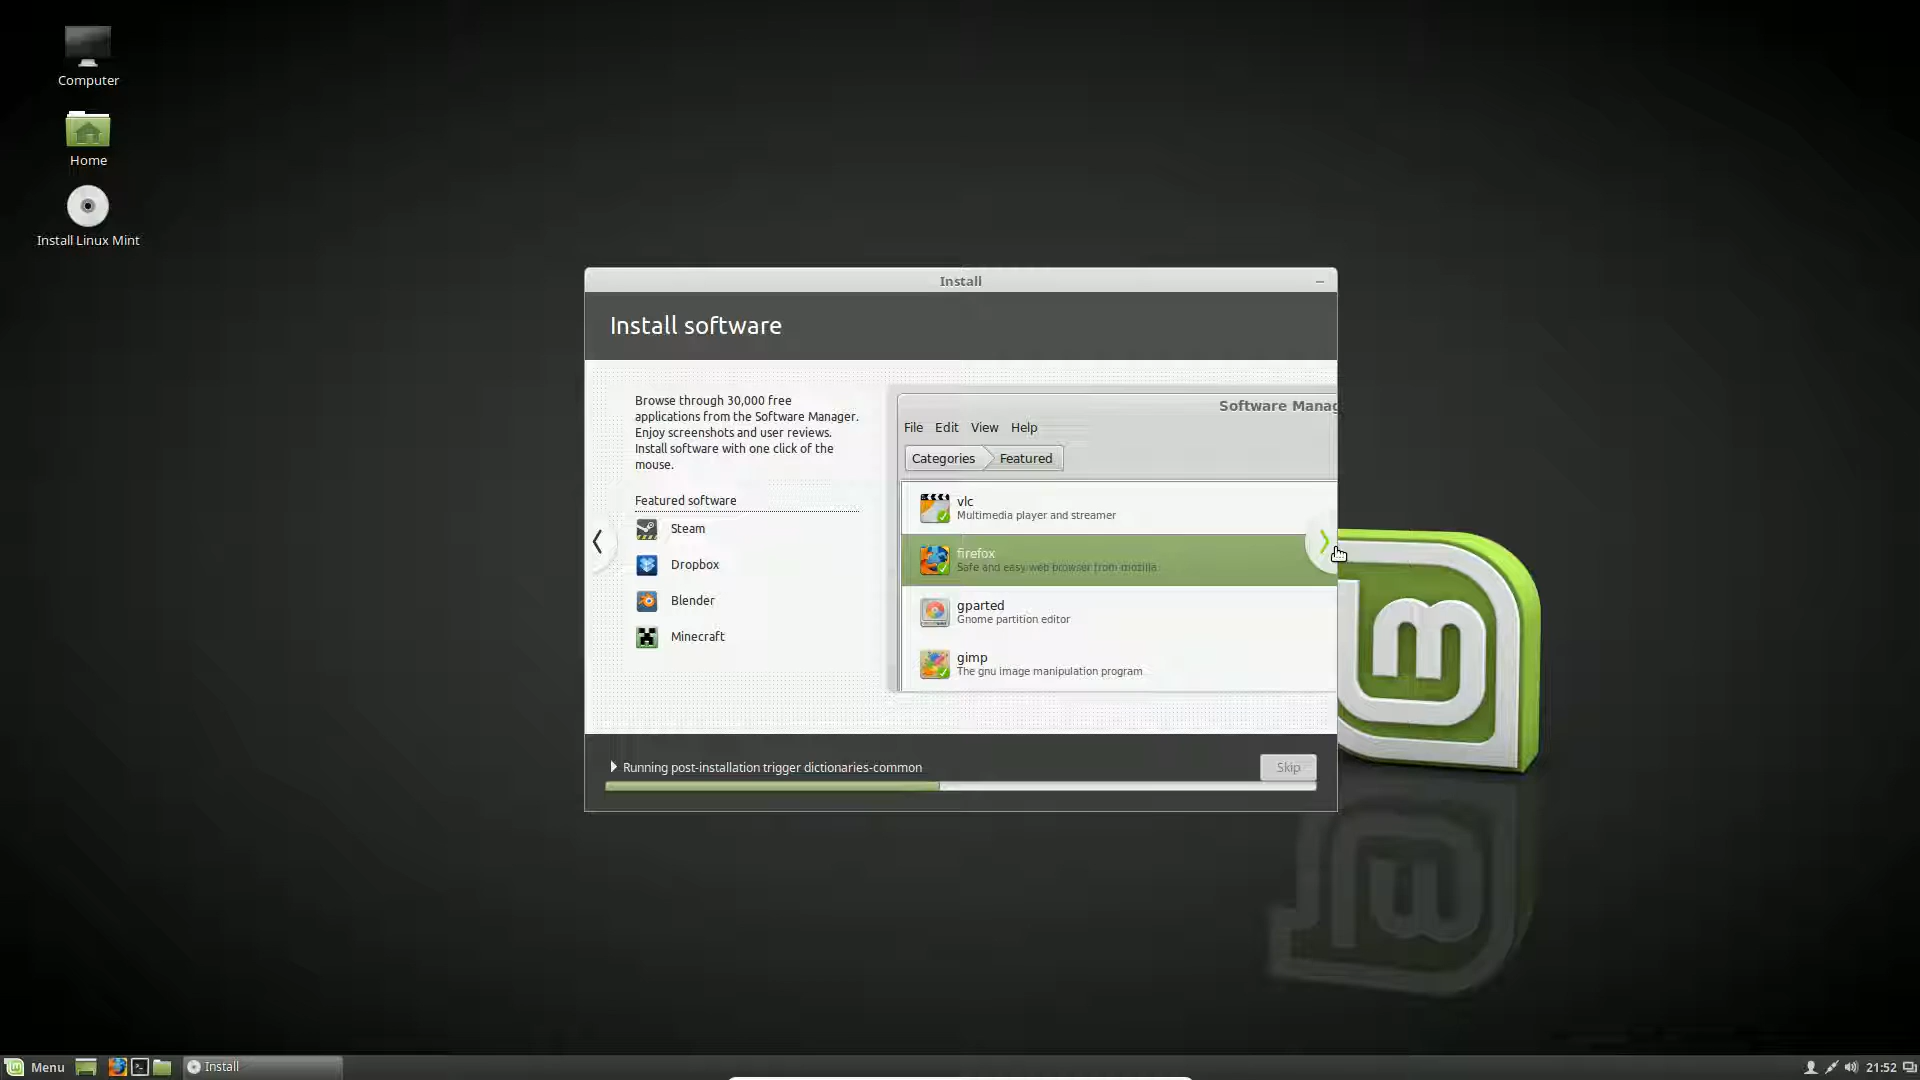 Computer
Home
Install Linux Mint
Install
Install software
Browse through 30,000 free
applications from the Software Manager.
Enjoy screenshots and user reviews.
Install software with one click of the
mouse.
Featured software
Steam
Dropbox
Blender
Minecraft
Software Manag
File Edit View Help
Categories Featured
vlc
Multimedia player and streamer
firefox
Safe and easy web browser from mozilla
gparted
Gnome partition editor
gimp
The gnu image manipulation program
Running post-installation trigger dictionaries-common
Skip
Menu
Install
21:52